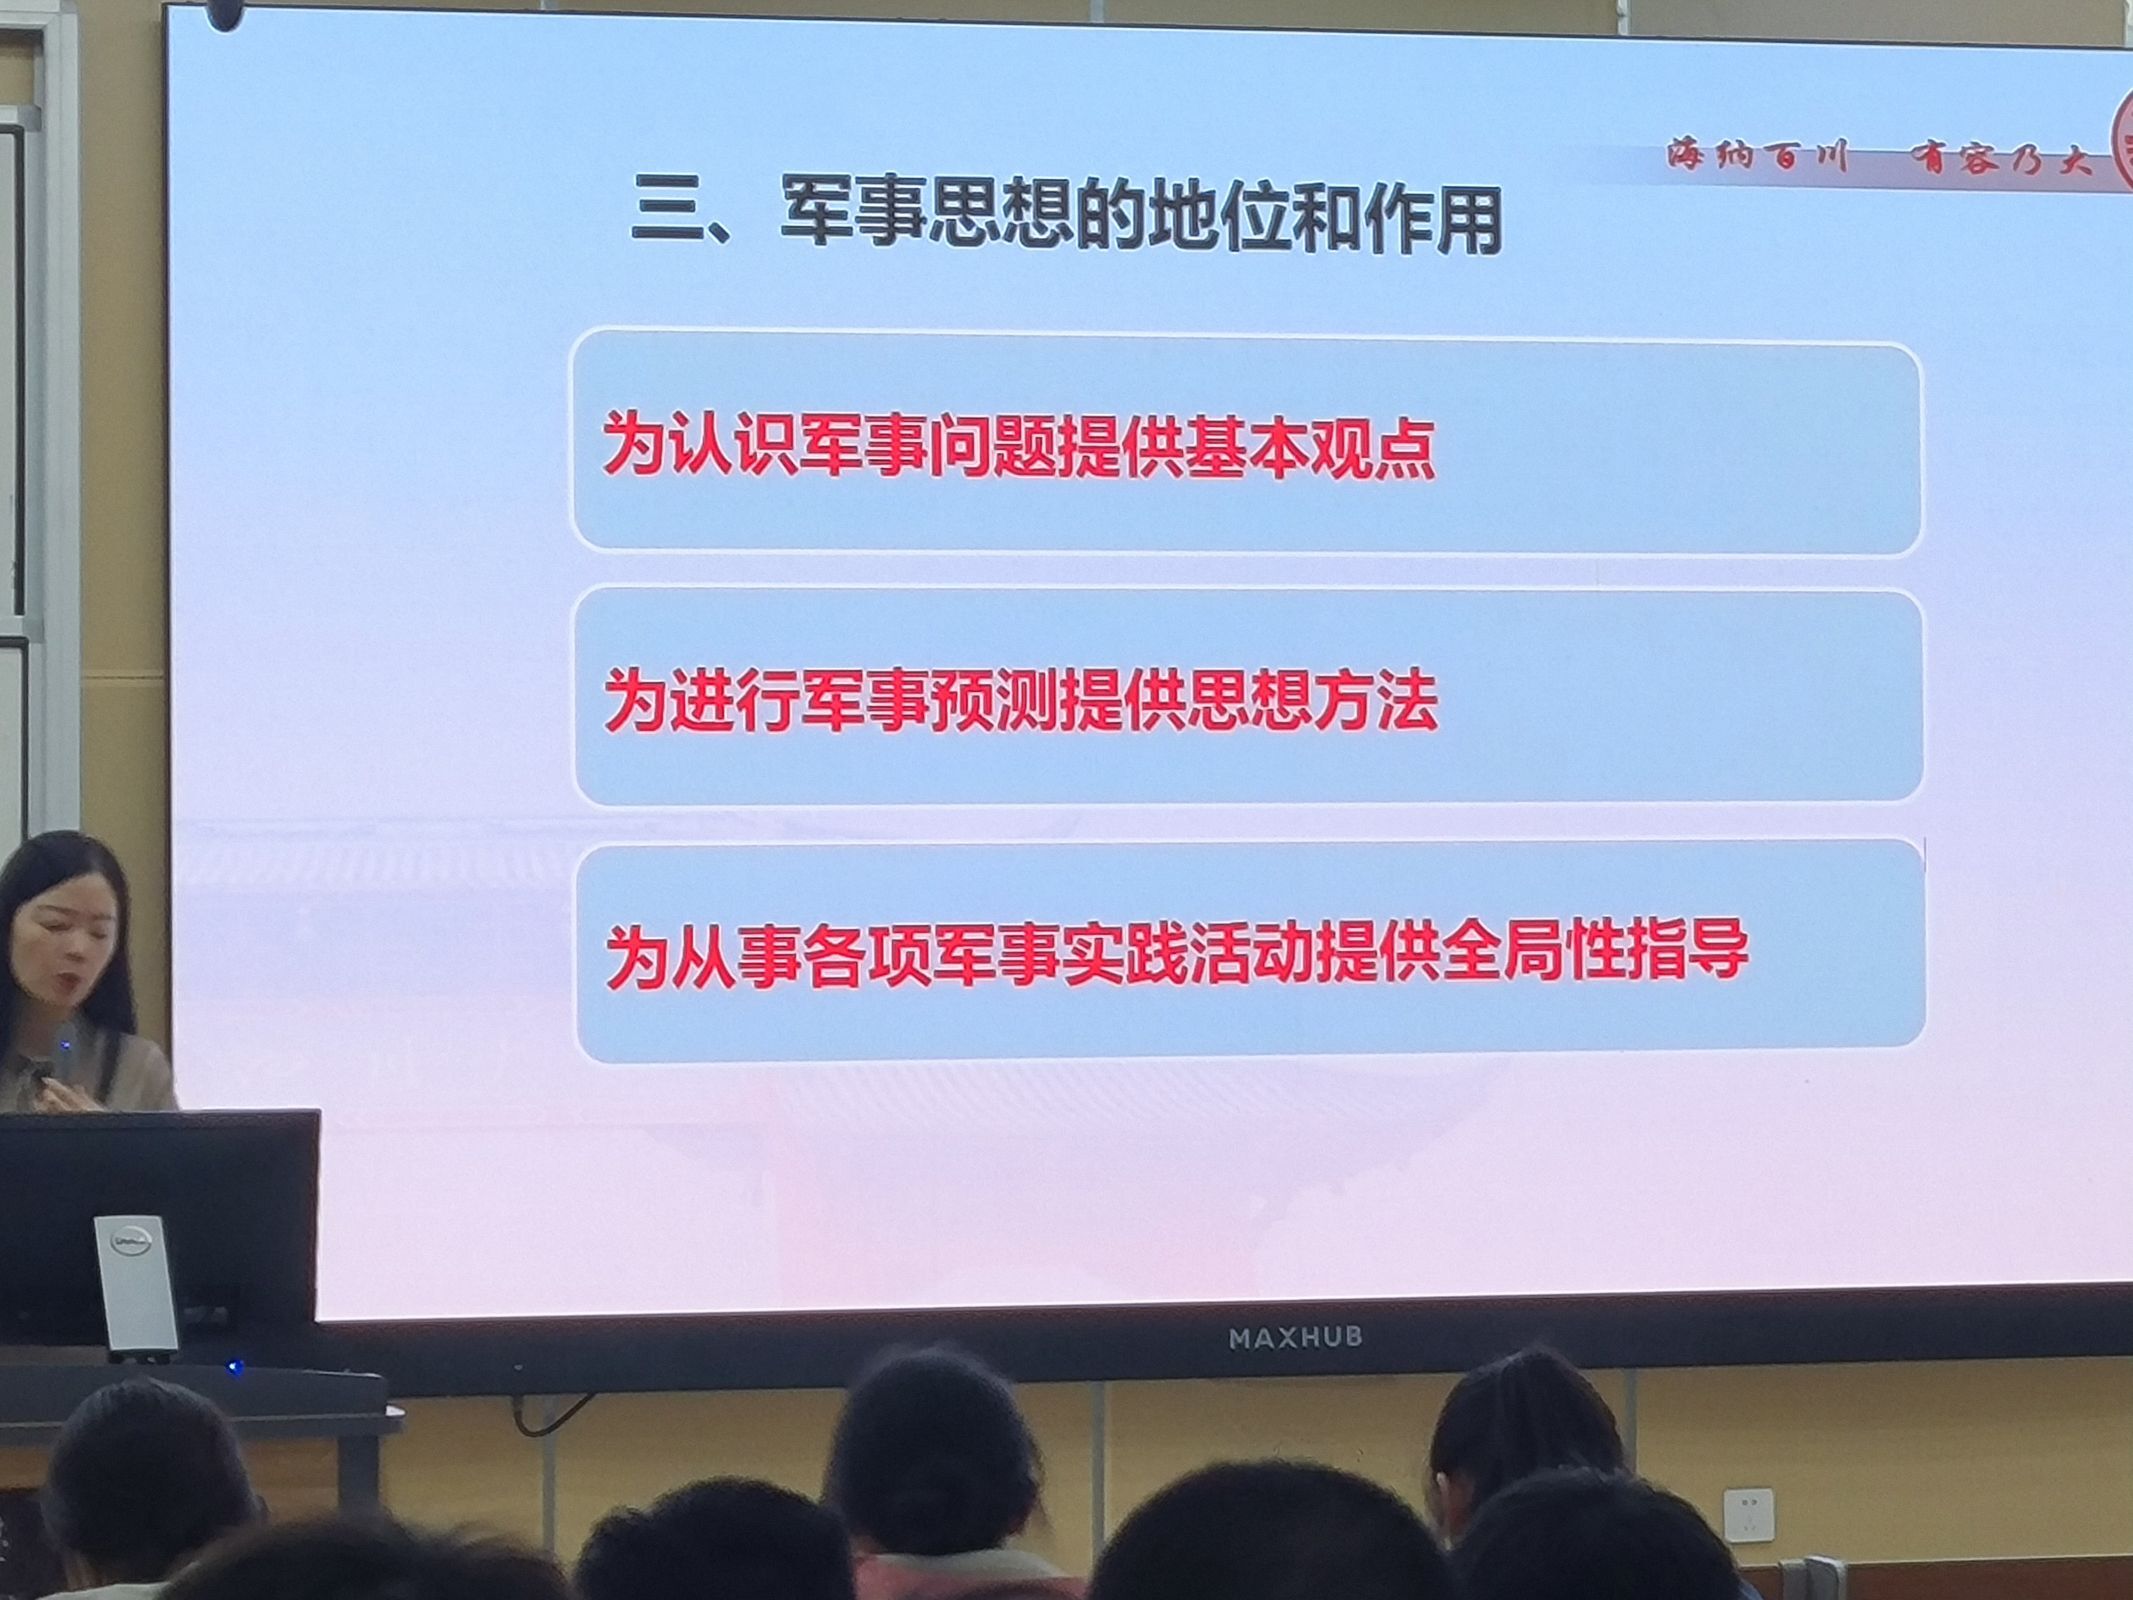 海纳百川 有容乃大
三、军事思想的地位和作用
为认识军事问题提供基本观点
为进行军事预测提供思想方法
为从事各项军事实践活动提供全局性指导
MAXHUB